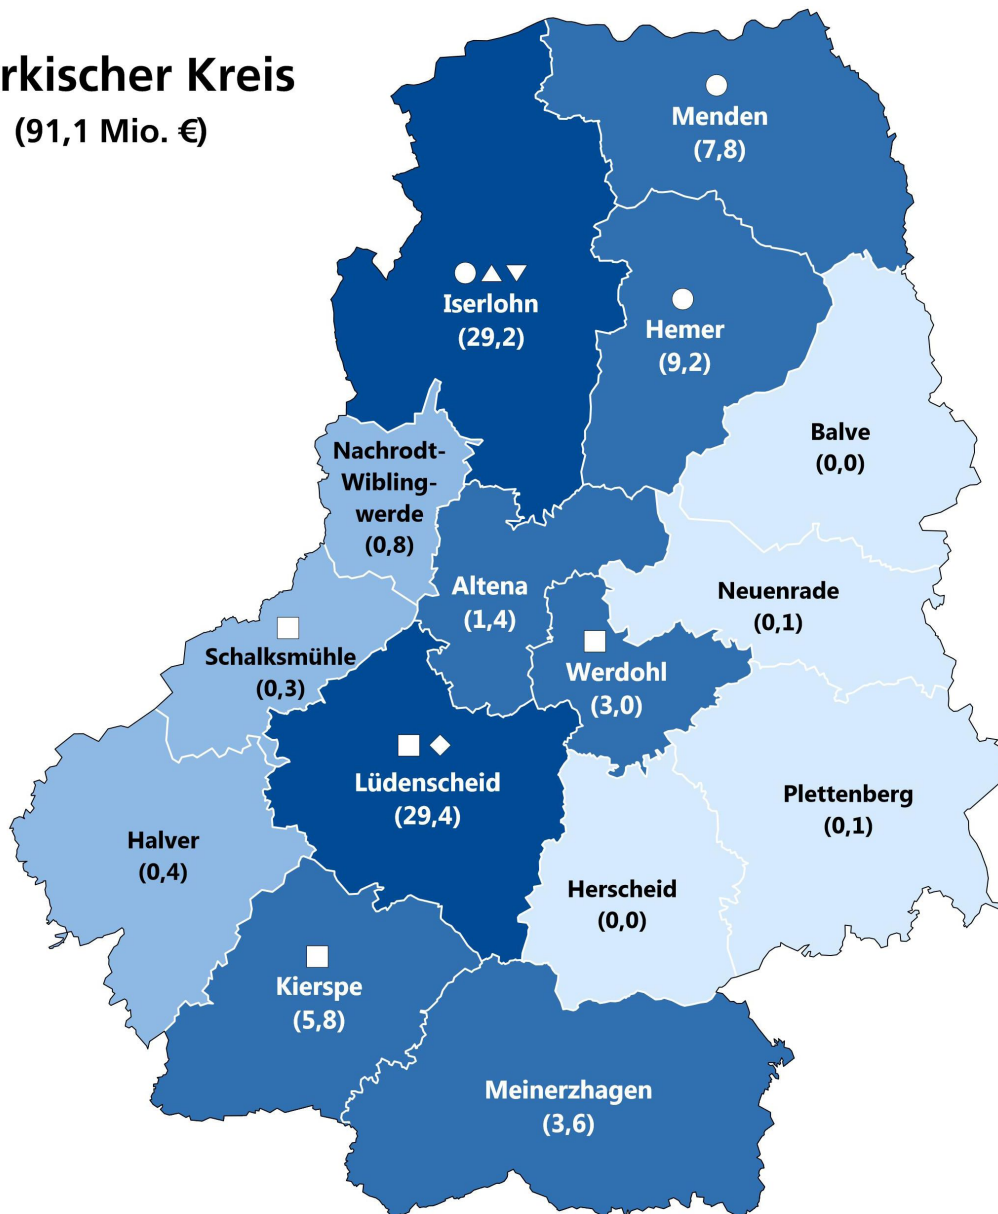 rkischer Kreis
(91,1 Mio. €)
Menden
(7,8)
Iserlohn
(29,2)
Hemer
(9,2)
Balve
(0,0)
Nachrodt-
Wibling-
werde
(0,8)
Altena
(1,4)
Neuenrade
(0,1)
Schalksmühle
(0,3)
Werdohl
(3,0)
Lüdenscheid
(29,4)
Plettenberg
(0,1)
Halver
(0,4)
Herscheid
(0,0)
Kierspe
(5,8)
Meinerzhagen
(3,6)